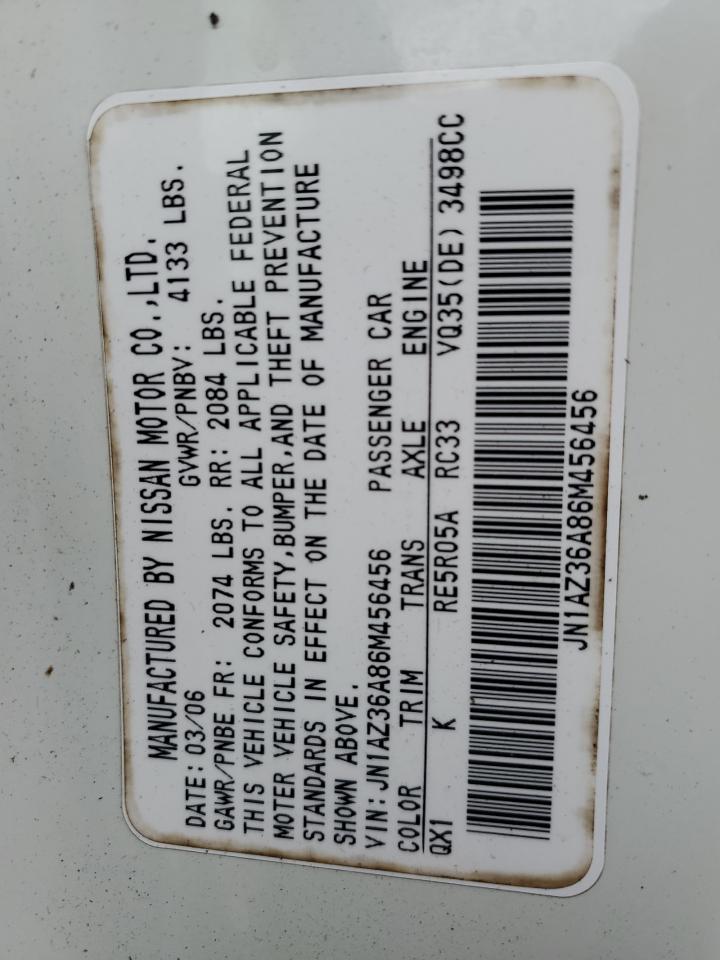 MANUFACTURED BY NISSAN MOTOR CO.,LTD.
DATE: 03/06 GVWR/PNBV: 4133 LBS.
GAWR/PNBE FR: 2074 LBS. RR: 2084 LBS.
THIS VEHICLE CONFORMS TO ALL APPLICABLE FEDERAL
MOTER VEHICLE SAFETY,BUMPER,AND THEFT PREVENTION
STANDARDS IN EFFECT ON THE DATE OF MANUFACTURE
SHOWN ABOVE.
VIN: JN1AZ36A86M456456 PASSENGER CAR
COLOR TRIM TRANS AXLE ENGINE
QX1 K RE5R05A RC33 VQ35(DE) 3498CC
JN1AZ36A86M456456